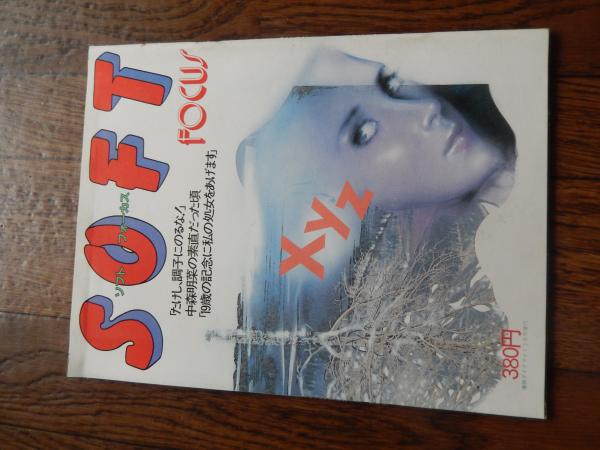 SOFT
ソフト フォーカス
FOCUS
「たけし、調子にのるな!」
中森明菜の素直だった頃
「19歳の記念に私の処女をあげます」
xyz
380円